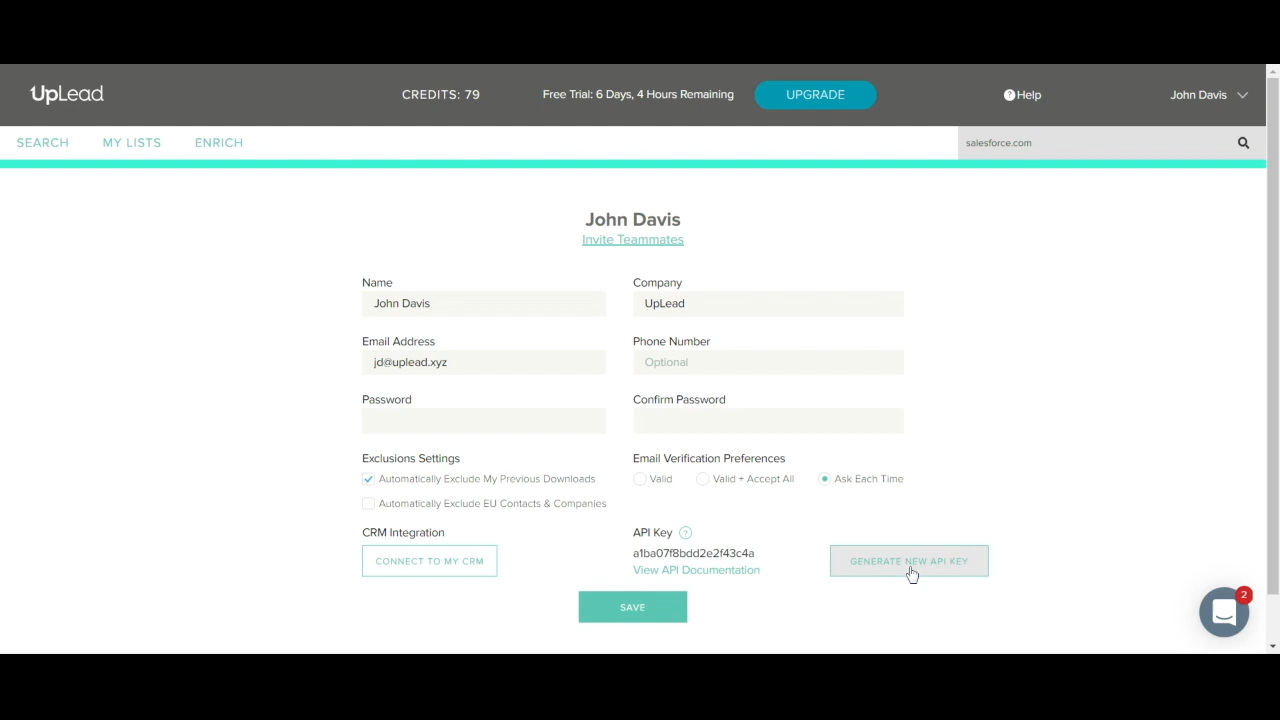 UpLead
CREDITS: 79
Free Trial: 6 Days, 4 Hours Remaining
UPGRADE
? Help
John Davis
SEARCH
MY LISTS
ENRICH
salesforce.com
John Davis
Invite Teammates
Name
Company
John Davis
UpLead
Email Address
Phone Number
jd@uplead.xyz
Optional
Password
Confirm Password
Exclusions Settings
Email Verification Preferences
Automatically Exclude My Previous Downloads
Valid
Valid + Accept All
Ask Each Time
Automatically Exclude EU Contacts & Companies
CRM Integration
API Key ?
CONNECT TO MY CRM
a1ba07f8bdd2e2f43c4a
View API Documentation
GENERATE NEW API KEY
SAVE
2